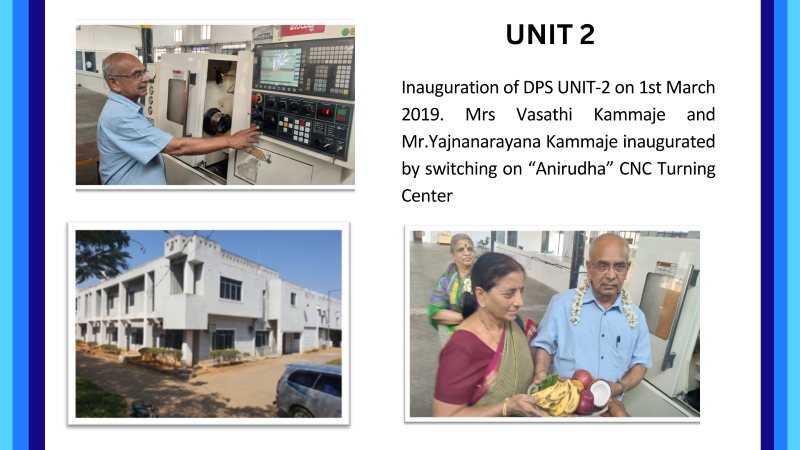 UNIT 2
Inauguration of DPS UNIT-2 on 1st March
2019. Mrs Vasathi Kammaje and
Mr.Yajnanarayana Kammaje inaugurated
by switching on “Anirudha” CNC Turning
Center